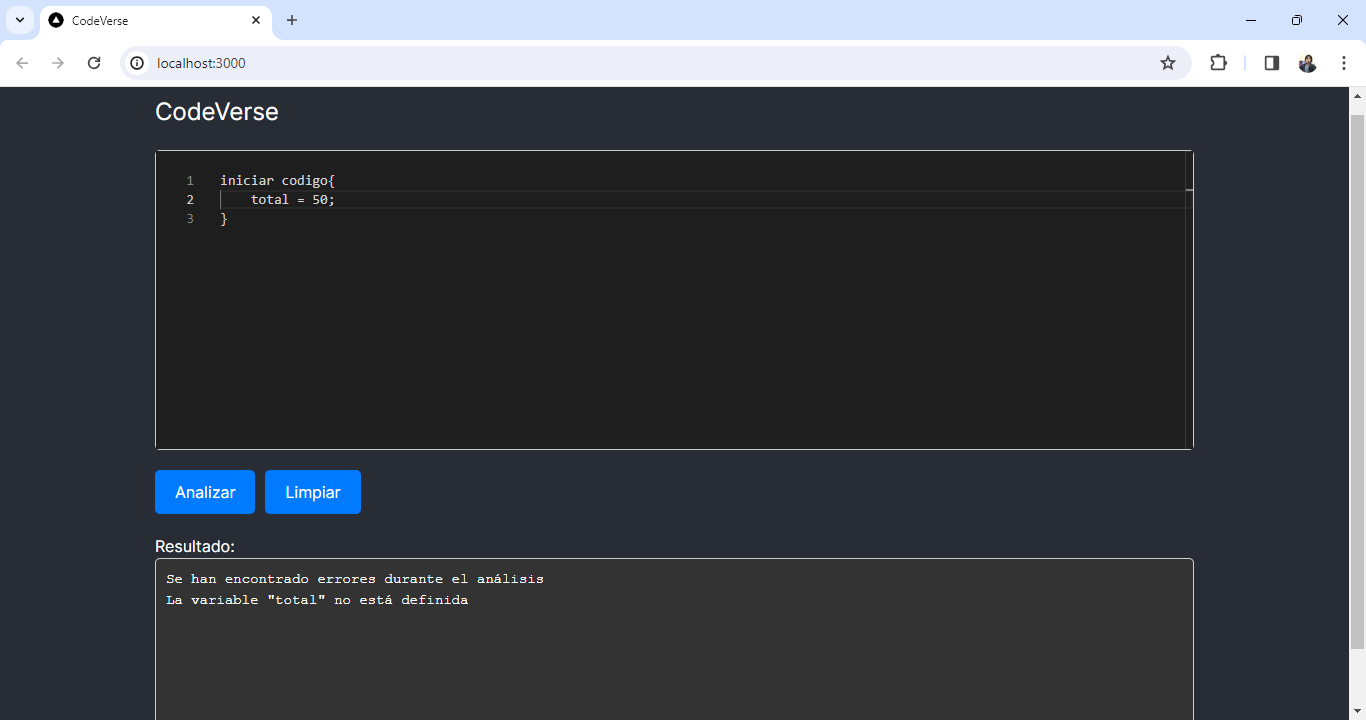 CodeVerse
localhost:3000
CodeVerse
1 iniciar codigo{
2 total = 50;
3 }
Analizar Limpiar
Resultado:
Se han encontrado errores durante el análisis
La variable "total" no está definida